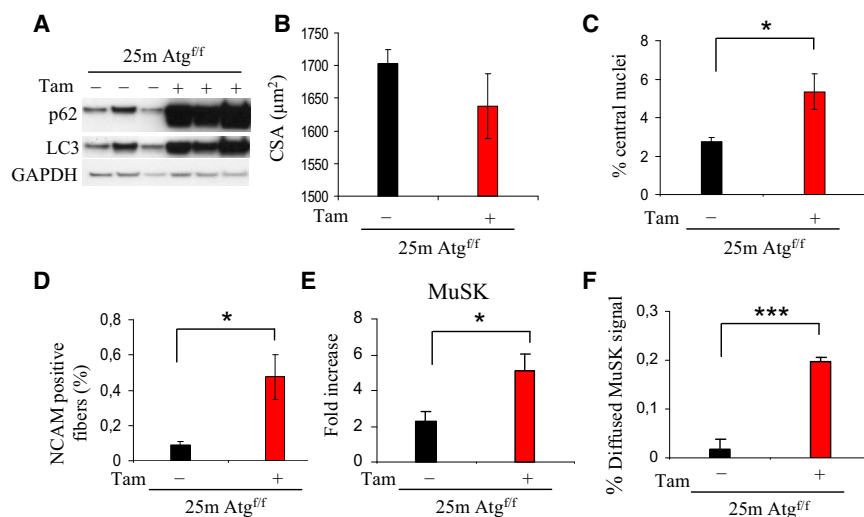 A
25m Atg^f/f
Tam − − − + + +
p62
LC3
GAPDH
B
CSA (µm²)
1750
1700
1650
1600
1550
1500
Tam − +
25m Atg^f/f
C
% central nuclei
8
6
4
2
0
*
Tam − +
25m Atg^f/f
D
NCAM positive
fibers (%)
0,8
0,6
0,4
0,2
0
*
Tam − +
25m Atg^f/f
E
MuSK
Fold increase
8
6
4
2
0
*
Tam − +
25m Atg^f/f
F
% Diffused MuSK signal
0,3
0,2
0,1
0
***
Tam − +
25m Atg^f/f